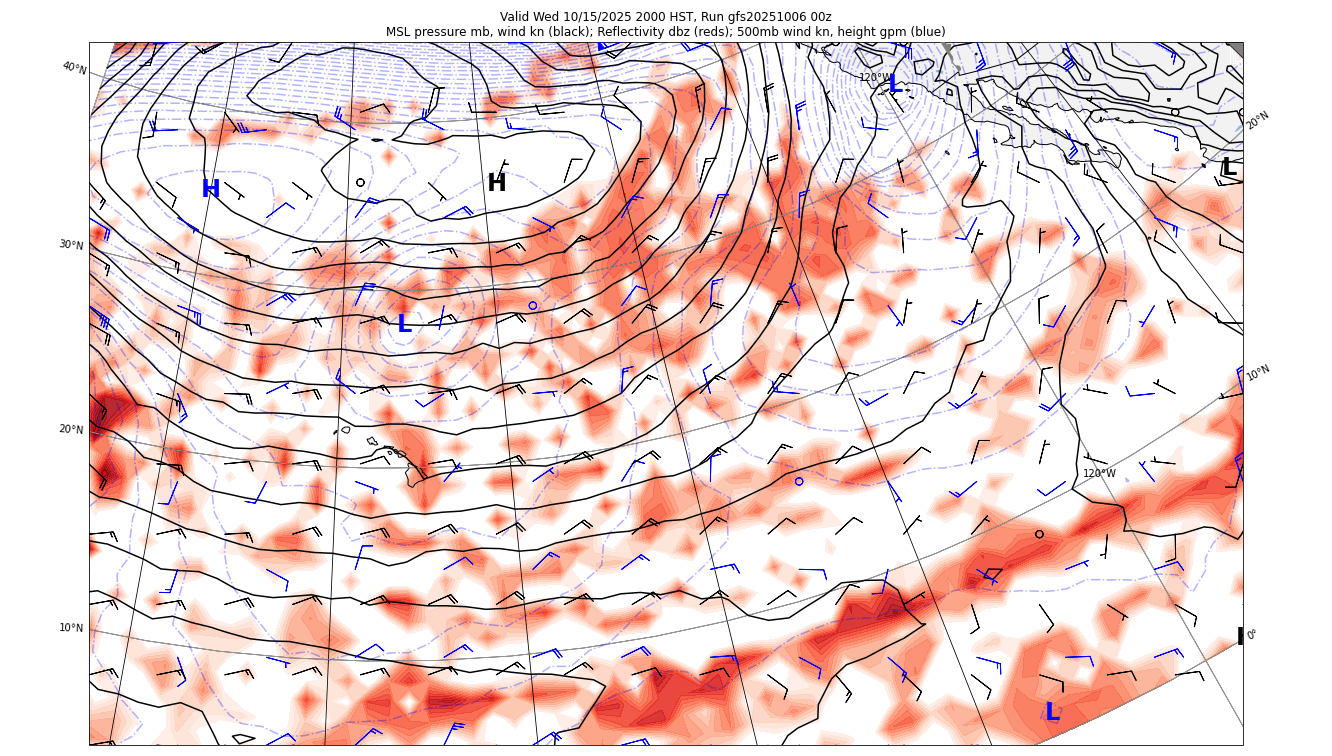 Valid Wed 10/15/2025 2000 HST, Run gfs20251006 00z
MSL pressure mb, wind kn (black); Reflectivity dbz (reds); 500mb wind kn, height gpm (blue)
40°N
120°W
L
20°N
L
H
H
30°N
L
10°N
20°N
120°W
10°N
0°
L